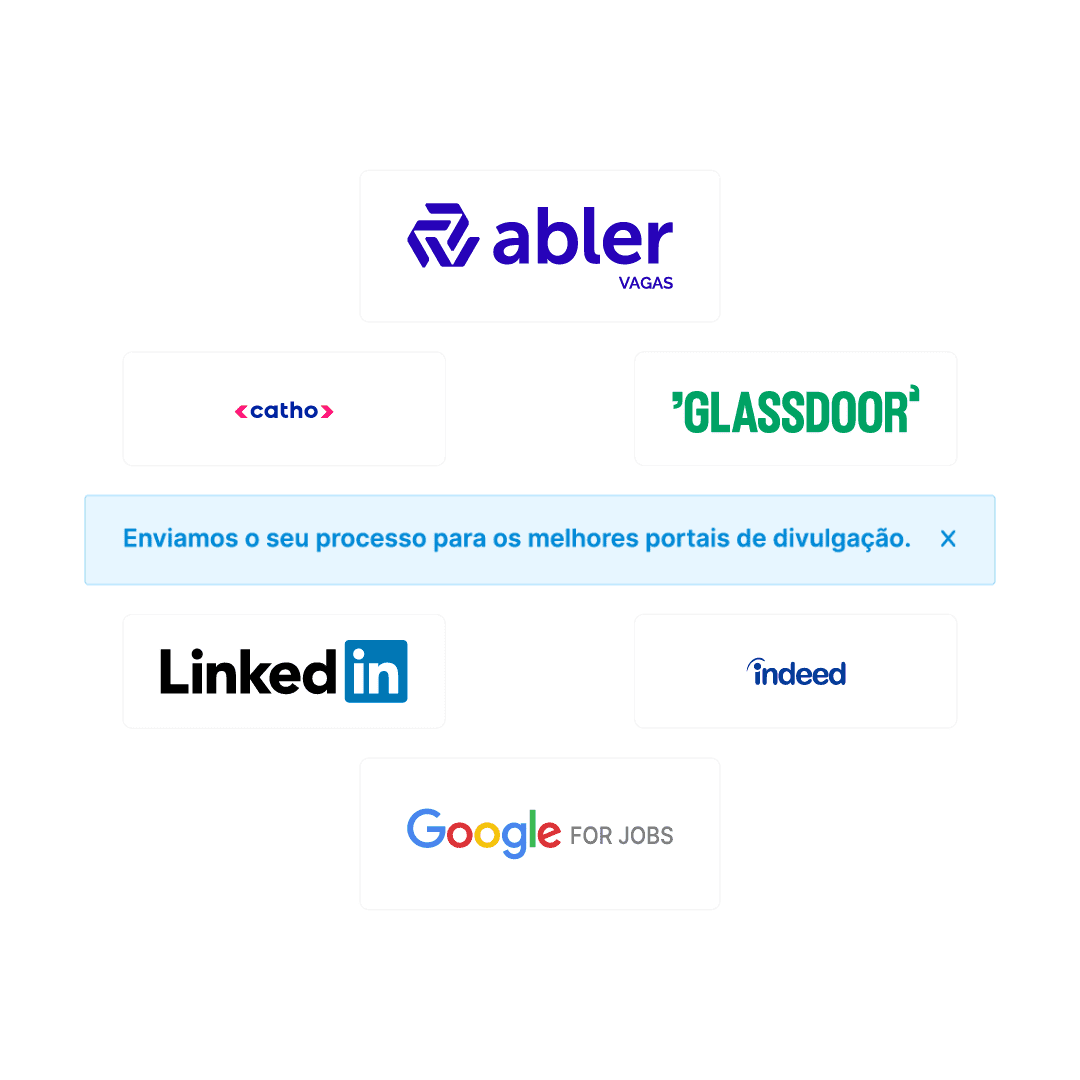 abler
VAGAS
catho
GLASSDOOR
Enviamos o seu processo para os melhores portais de divulgação.
Linked in
indeed
Google FOR JOBS